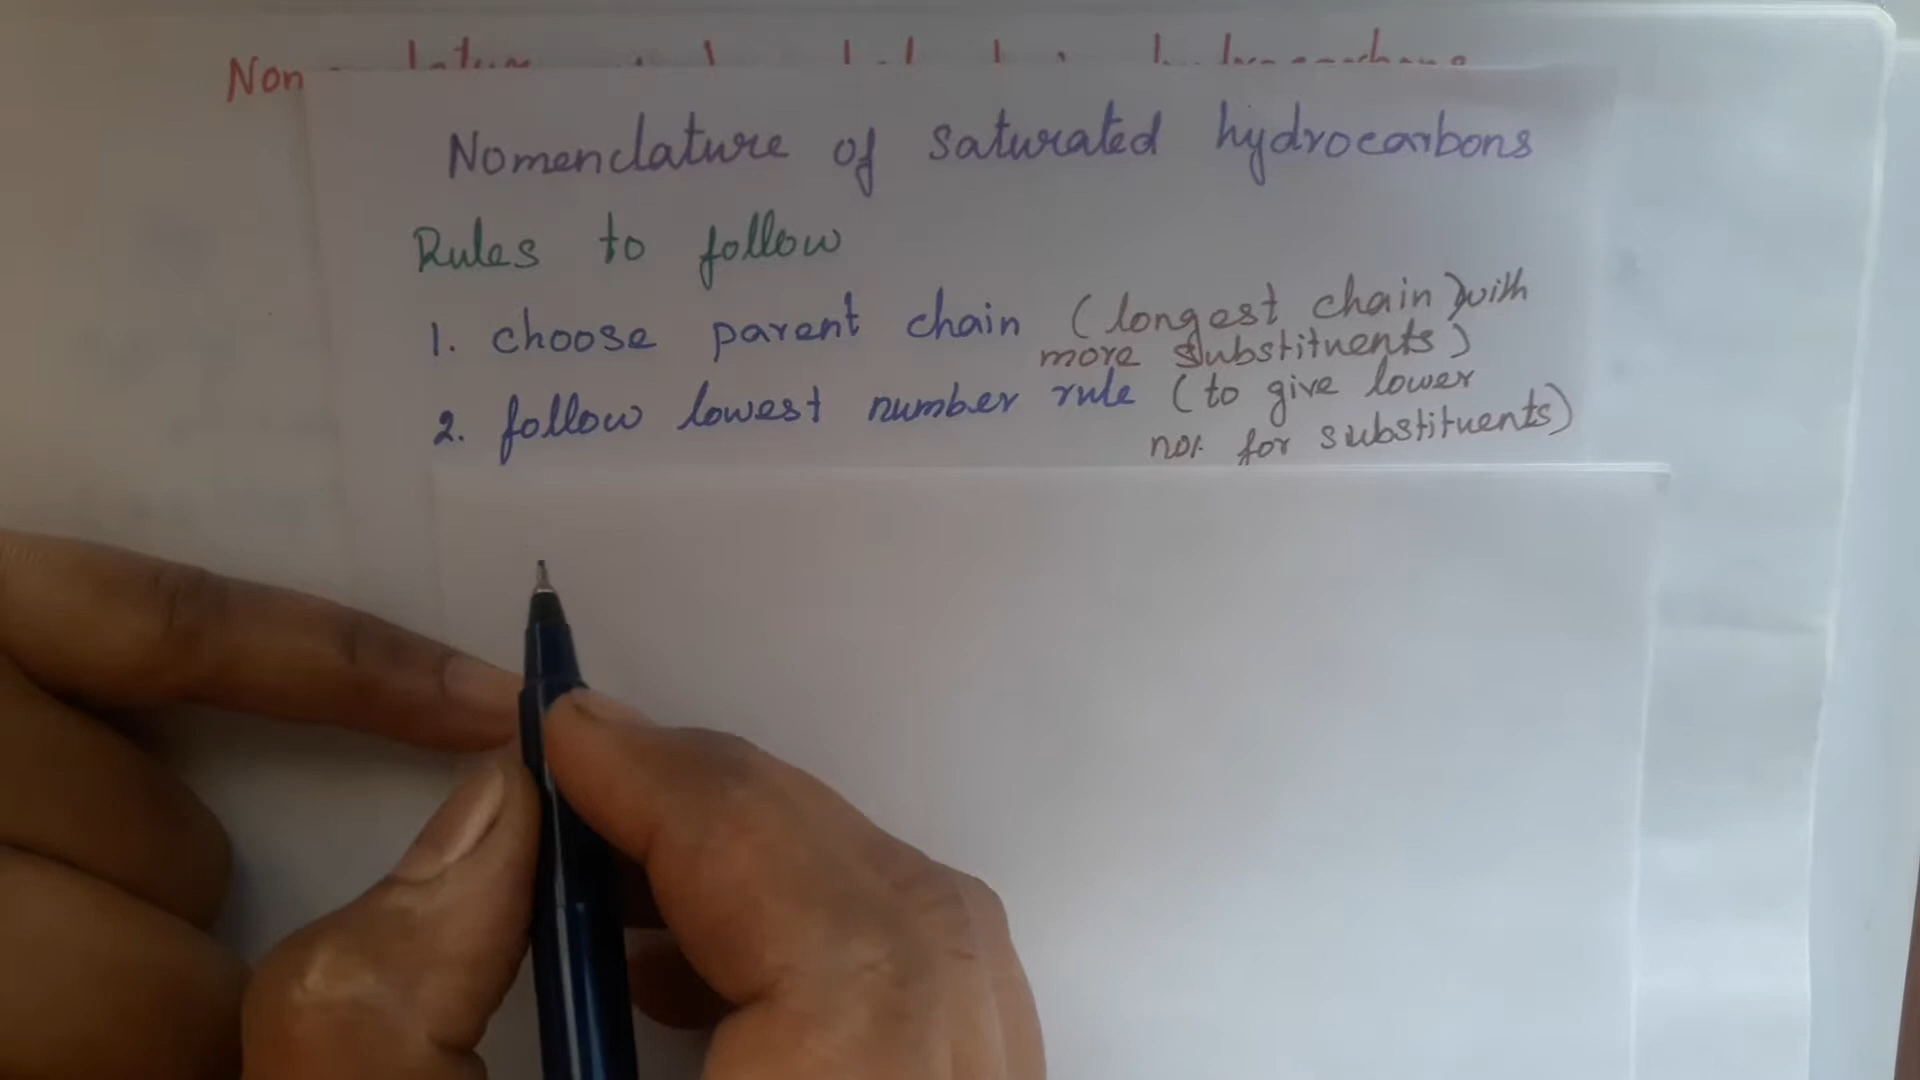 Non
Nomenclature of saturated hydrocarbons
Rules to follow
1. choose parent chain (longest chain) with
more substituents)
2. follow lowest number rule (to give lower
no. for substituents)